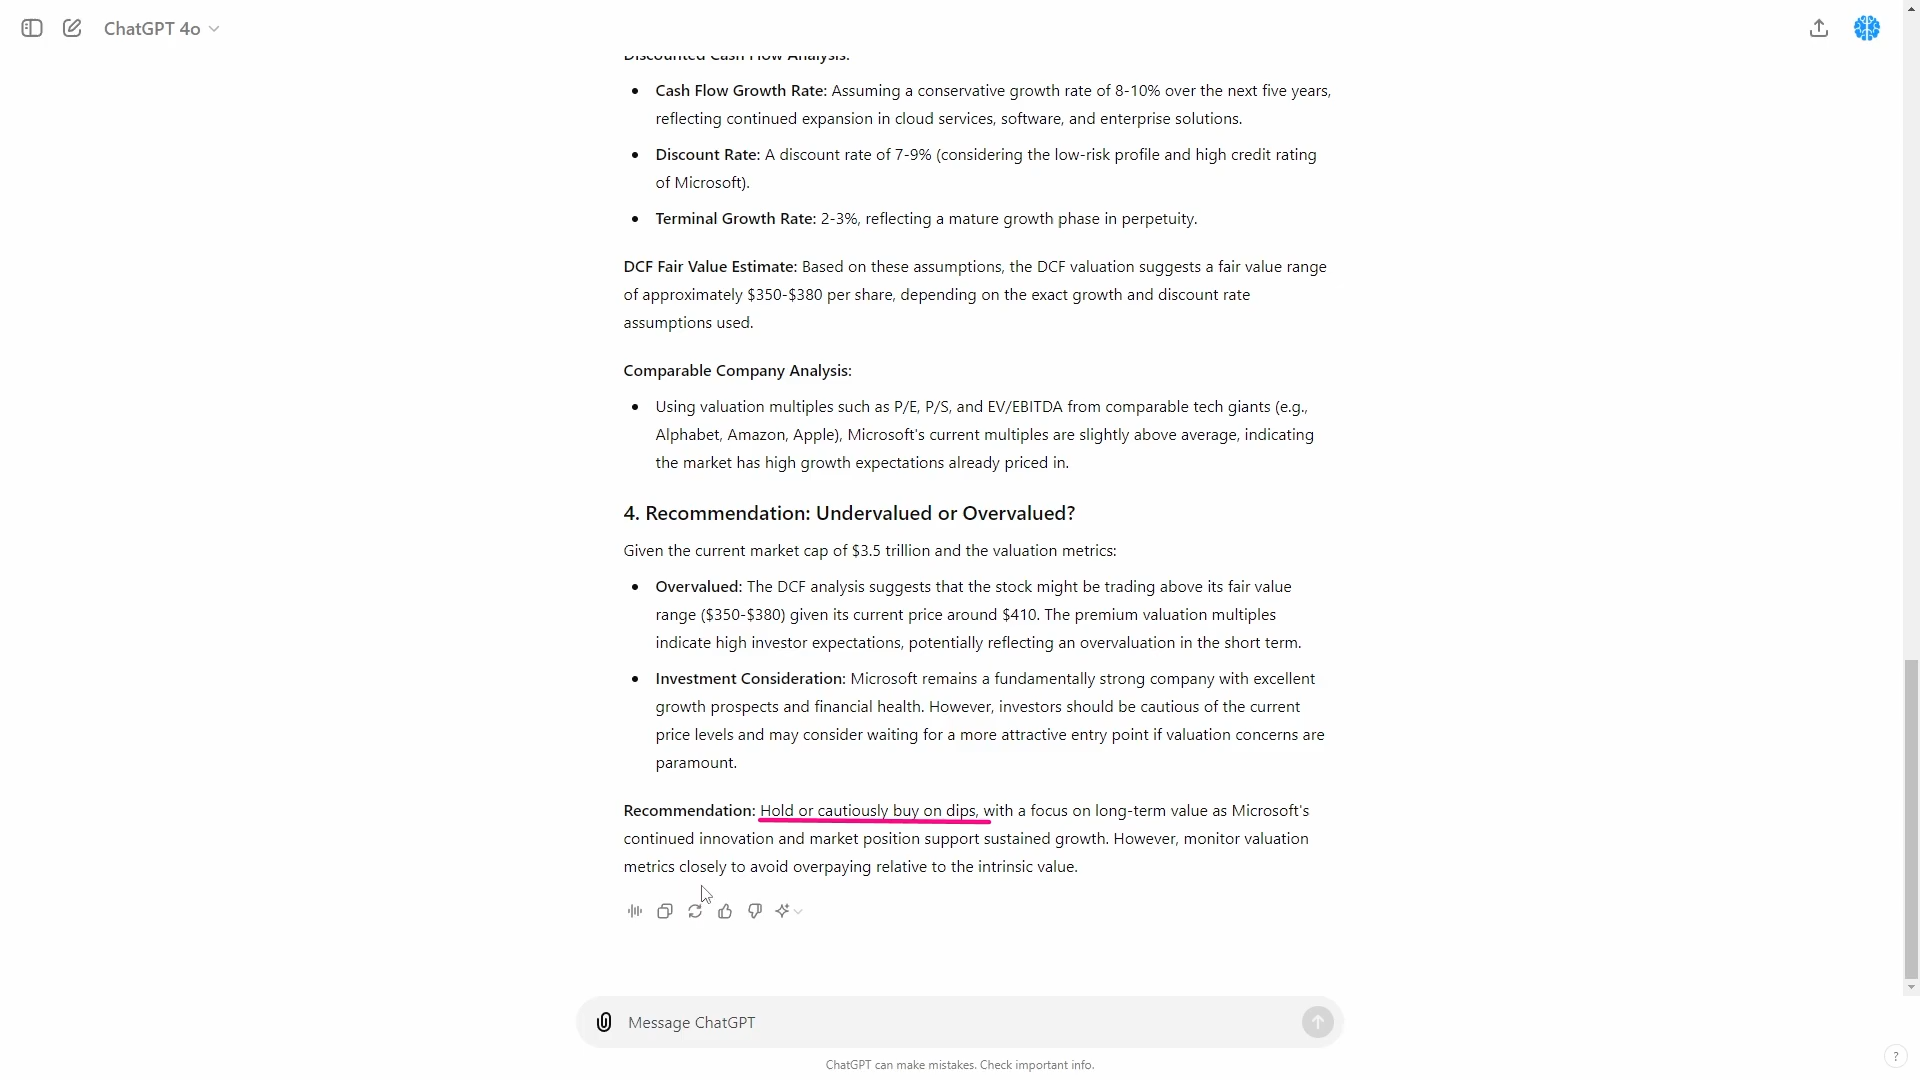 ChatGPT 4o
Discounted Cash Flow Analysis:
Cash Flow Growth Rate: Assuming a conservative growth rate of 8-10% over the next five years,
reflecting continued expansion in cloud services, software, and enterprise solutions.
Discount Rate: A discount rate of 7-9% (considering the low-risk profile and high credit rating
of Microsoft).
Terminal Growth Rate: 2-3%, reflecting a mature growth phase in perpetuity.
DCF Fair Value Estimate: Based on these assumptions, the DCF valuation suggests a fair value range
of approximately $350-$380 per share, depending on the exact growth and discount rate
assumptions used.
Comparable Company Analysis:
Using valuation multiples such as P/E, P/S, and EV/EBITDA from comparable tech giants (e.g.,
Alphabet, Amazon, Apple), Microsoft's current multiples are slightly above average, indicating
the market has high growth expectations already priced in.
4. Recommendation: Undervalued or Overvalued?
Given the current market cap of $3.5 trillion and the valuation metrics:
Overvalued: The DCF analysis suggests that the stock might be trading above its fair value
range ($350-$380) given its current price around $410. The premium valuation multiples
indicate high investor expectations, potentially reflecting an overvaluation in the short term.
Investment Consideration: Microsoft remains a fundamentally strong company with excellent
growth prospects and financial health. However, investors should be cautious of the current
price levels and may consider waiting for a more attractive entry point if valuation concerns are
paramount.
Recommendation: Hold or cautiously buy on dips, with a focus on long-term value as Microsoft's
continued innovation and market position support sustained growth. However, monitor valuation
metrics closely to avoid overpaying relative to the intrinsic value.
Message ChatGPT
ChatGPT can make mistakes. Check important info.
?